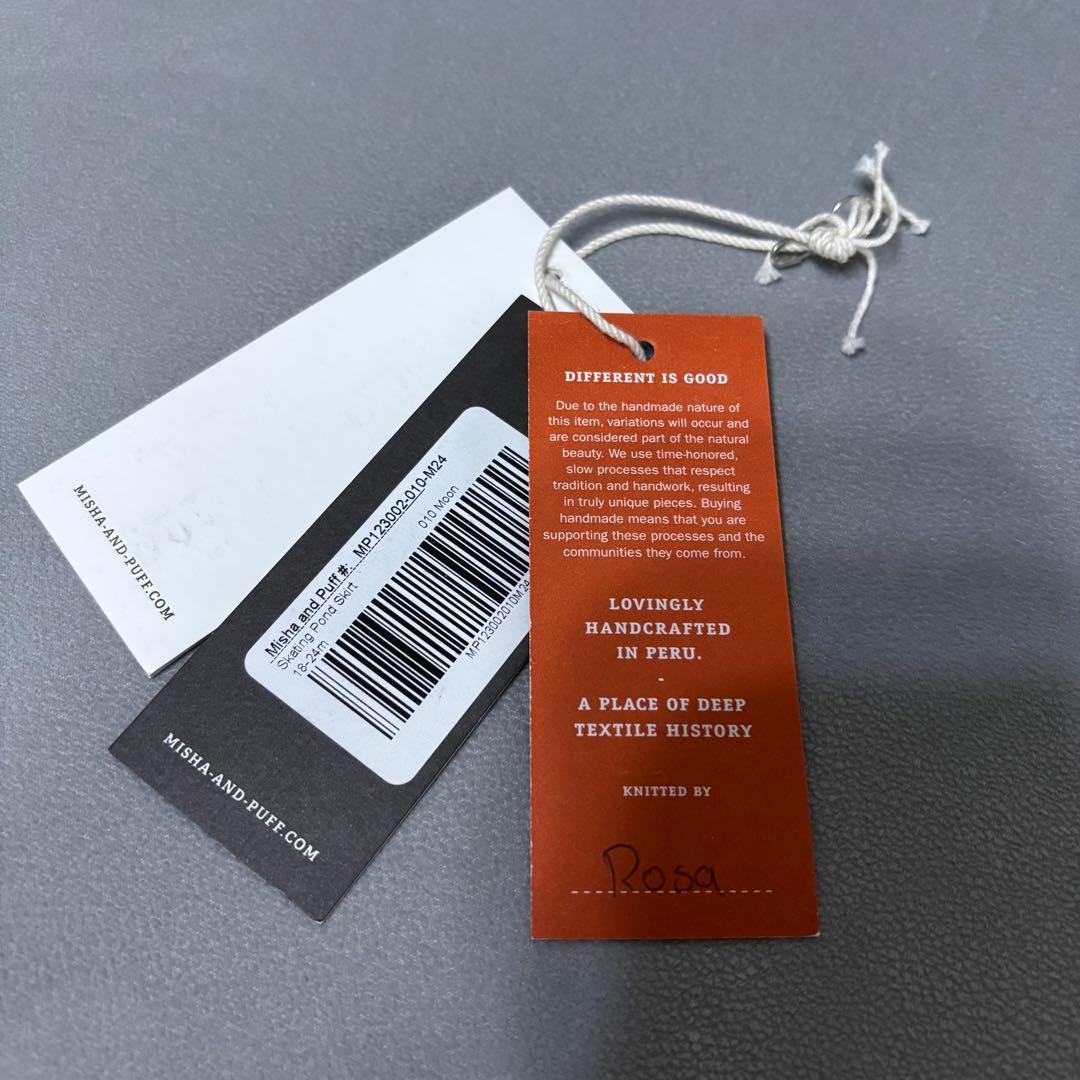 MISHA-AND-PUFF.COM
Misha and Puff #: MP123002-010-M24
Skating Pond Skirt
010 Moon
18-24m
MP123002010M24
MISHA-AND-PUFF.COM
DIFFERENT IS GOOD
Due to the handmade nature of
this item, variations will occur and
are considered part of the natural
beauty. We use time-honored,
slow processes that respect
tradition and handwork, resulting
in truly unique pieces. Buying
handmade means that you are
supporting these processes and the
communities they come from.
LOVINGLY
HANDCRAFTED
IN PERU.
-
A PLACE OF DEEP
TEXTILE HISTORY
KNITTED BY
Rosa